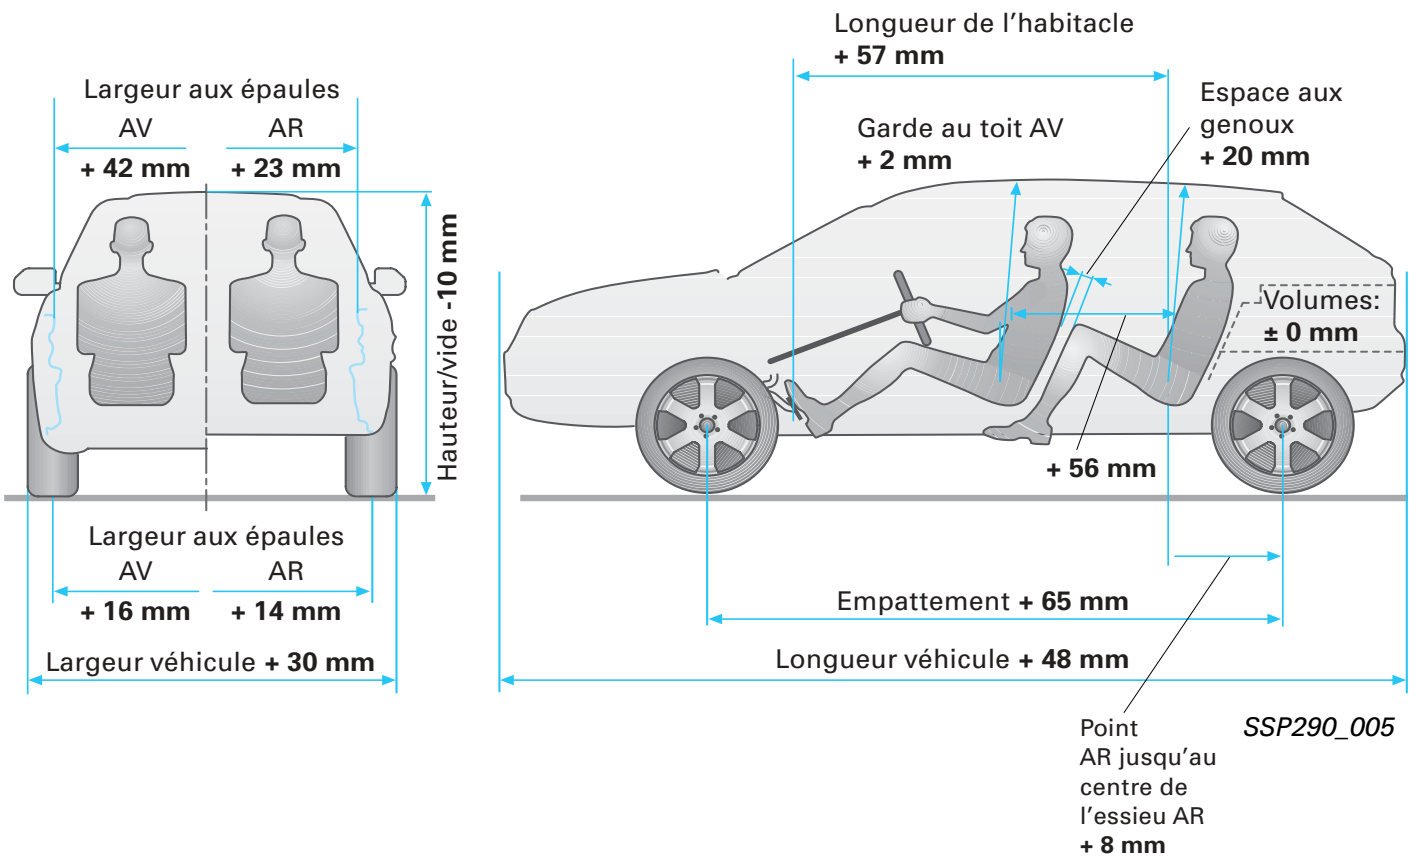 Longueur de l'habitacle
+ 57 mm
Largeur aux épaules
AV AR
+ 42 mm + 23 mm
Garde au toit AV
+ 2 mm
Espace aux
genoux
+ 20 mm
Hauteur/vide -10 mm
Volumes:
± 0 mm
+ 56 mm
Largeur aux épaules
AV AR
+ 16 mm + 14 mm
Largeur véhicule + 30 mm
Empattement + 65 mm
Longueur véhicule + 48 mm
Point
AR jusqu'au
centre de
l'essieu AR
+ 8 mm
SSP290_005